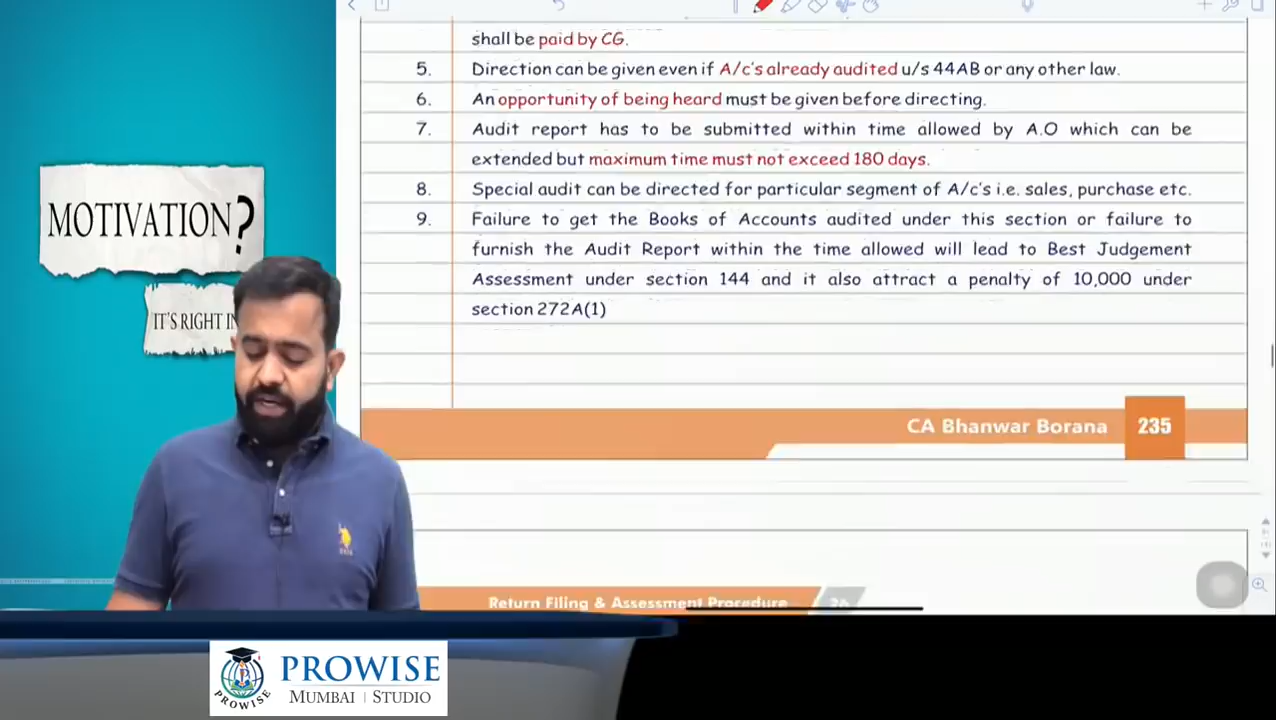 shall be paid by CG.
5. Direction can be given even if A/c's already audited u/s 44AB or any other law.
6. An opportunity of being heard must be given before directing.
7. Audit report has to be submitted within time allowed by A.O which can be
extended but maximum time must not exceed 180 days.
8. Special audit can be directed for particular segment of A/c's i.e. sales, purchase etc.
9. Failure to get the Books of Accounts audited under this section or failure to
furnish the Audit Report within the time allowed will lead to Best Judgement
Assessment under section 144 and it also attract a penalty of 10,000 under
section 272A(1)
MOTIVATION?
IT'S RIGHT IN
CA Bhanwar Borana 235
Return Filing & Assessment Procedure
PROWISE
PROWISE
MUMBAI | STUDIO